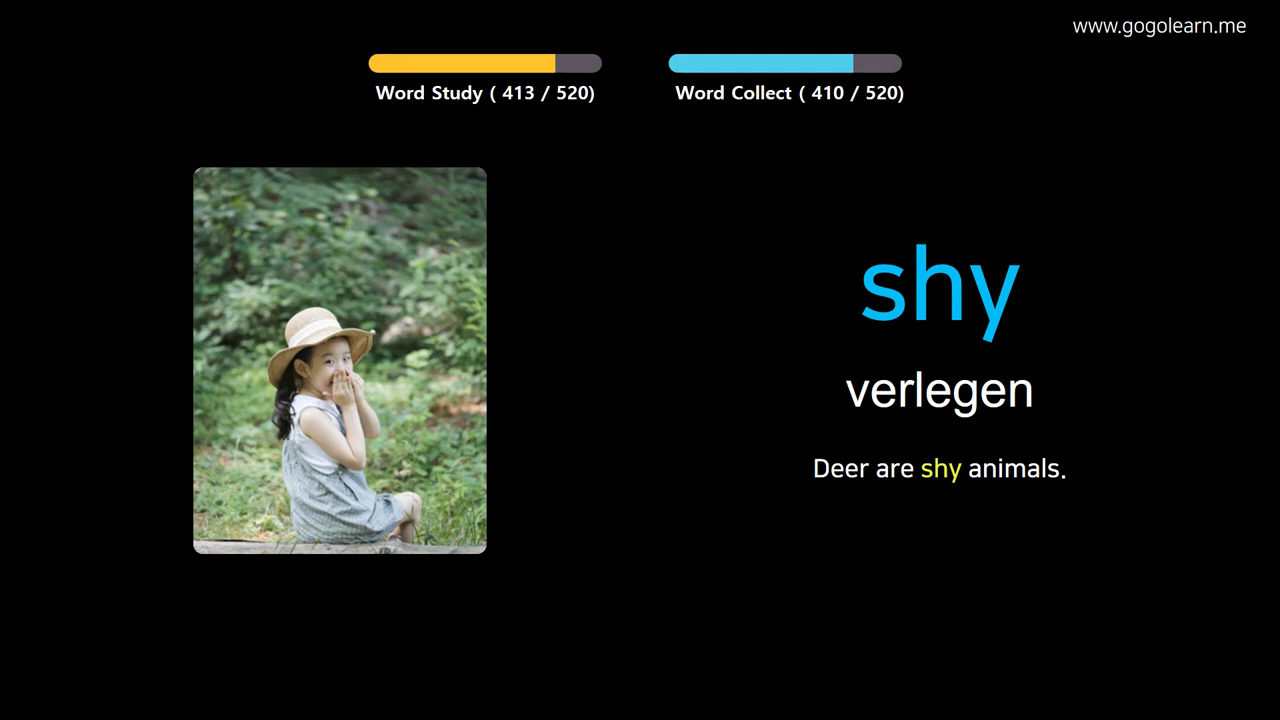 www.gogolearn.me
Word Study ( 413 / 520)
Word Collect ( 410 / 520)
shy
verlegen
Deer are shy animals.